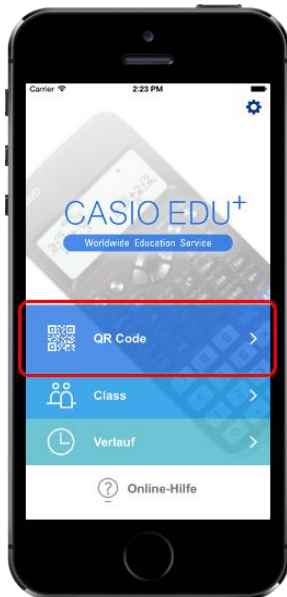 Carrier 2:23 PM
CASIO EDU+
Worldwide Education Service
QR Code
Class
Verlauf
Online-Hilfe